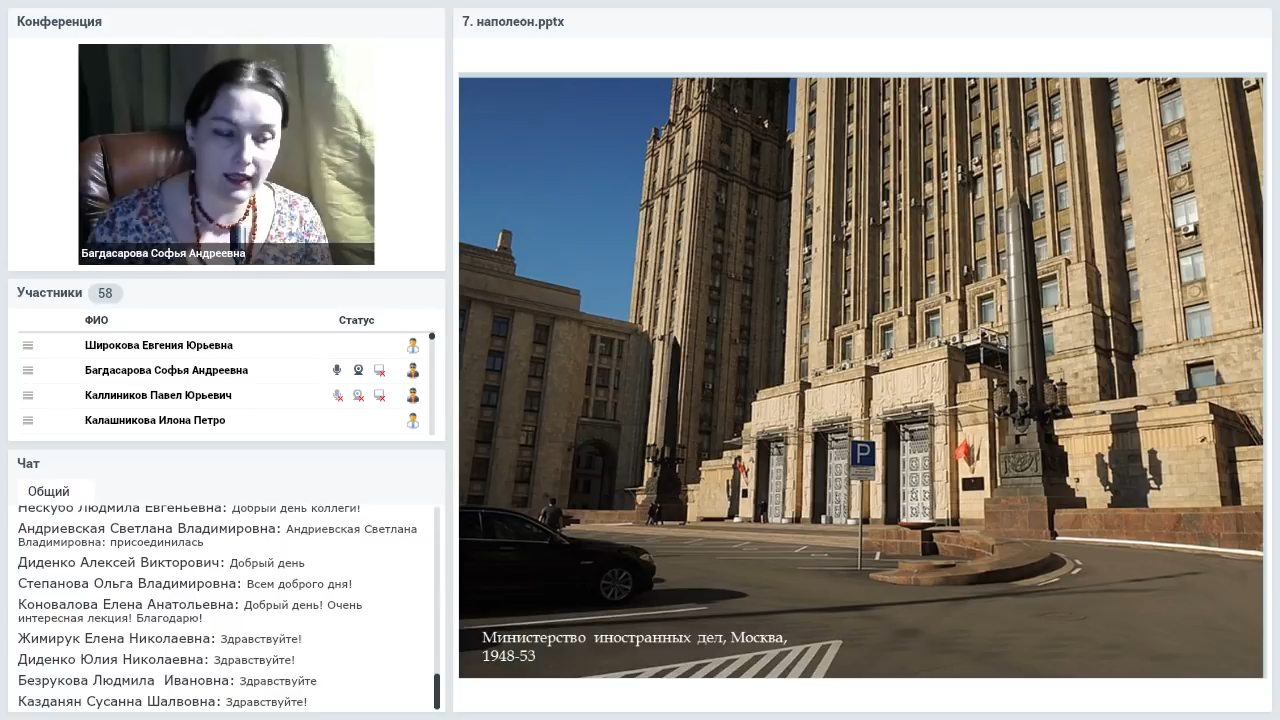 Конференция
Багдасарова Софья Андреевна
Участники 58
ФИО Статус
Широкова Евгения Юрьевна
Багдасарова Софья Андреевна
Каллиников Павел Юрьевич
Калашникова Илона Петро
Чат
Общий
Нескубо Людмила Евгеньевна: Добрый день коллеги!
Андриевская Светлана Владимировна: Андриевская Светлана
Владимировна: присоединилась
Диденко Алексей Викторович: Добрый день
Степанова Ольга Владимировна: Всем доброго дня!
Коновалова Елена Анатольевна: Добрый день! Очень
интересная лекция! Благодарю!
Жимирук Елена Николаевна: Здравствуйте!
Диденко Юлия Николаевна: Здравствуйте!
Безрукова Людмила Ивановна: Здравствуйте
Казданян Сусанна Шалвовна: Здравствуйте!
7. наполеон.pptx
P
Министерство иностранных дел, Москва,
1948-53